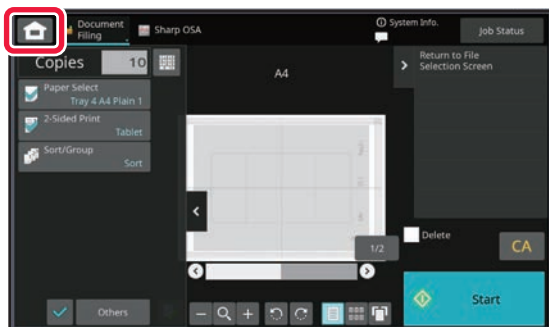 Document
Filing
Sharp OSA
System Info.
Job Status
Copies 10
A4
Return to File
Selection Screen
Paper Select
Tray 4 A4 Plain 1
2-Sided Print
Tablet
Sort/Group
Sort
1/2
Delete
CA
Others
Start